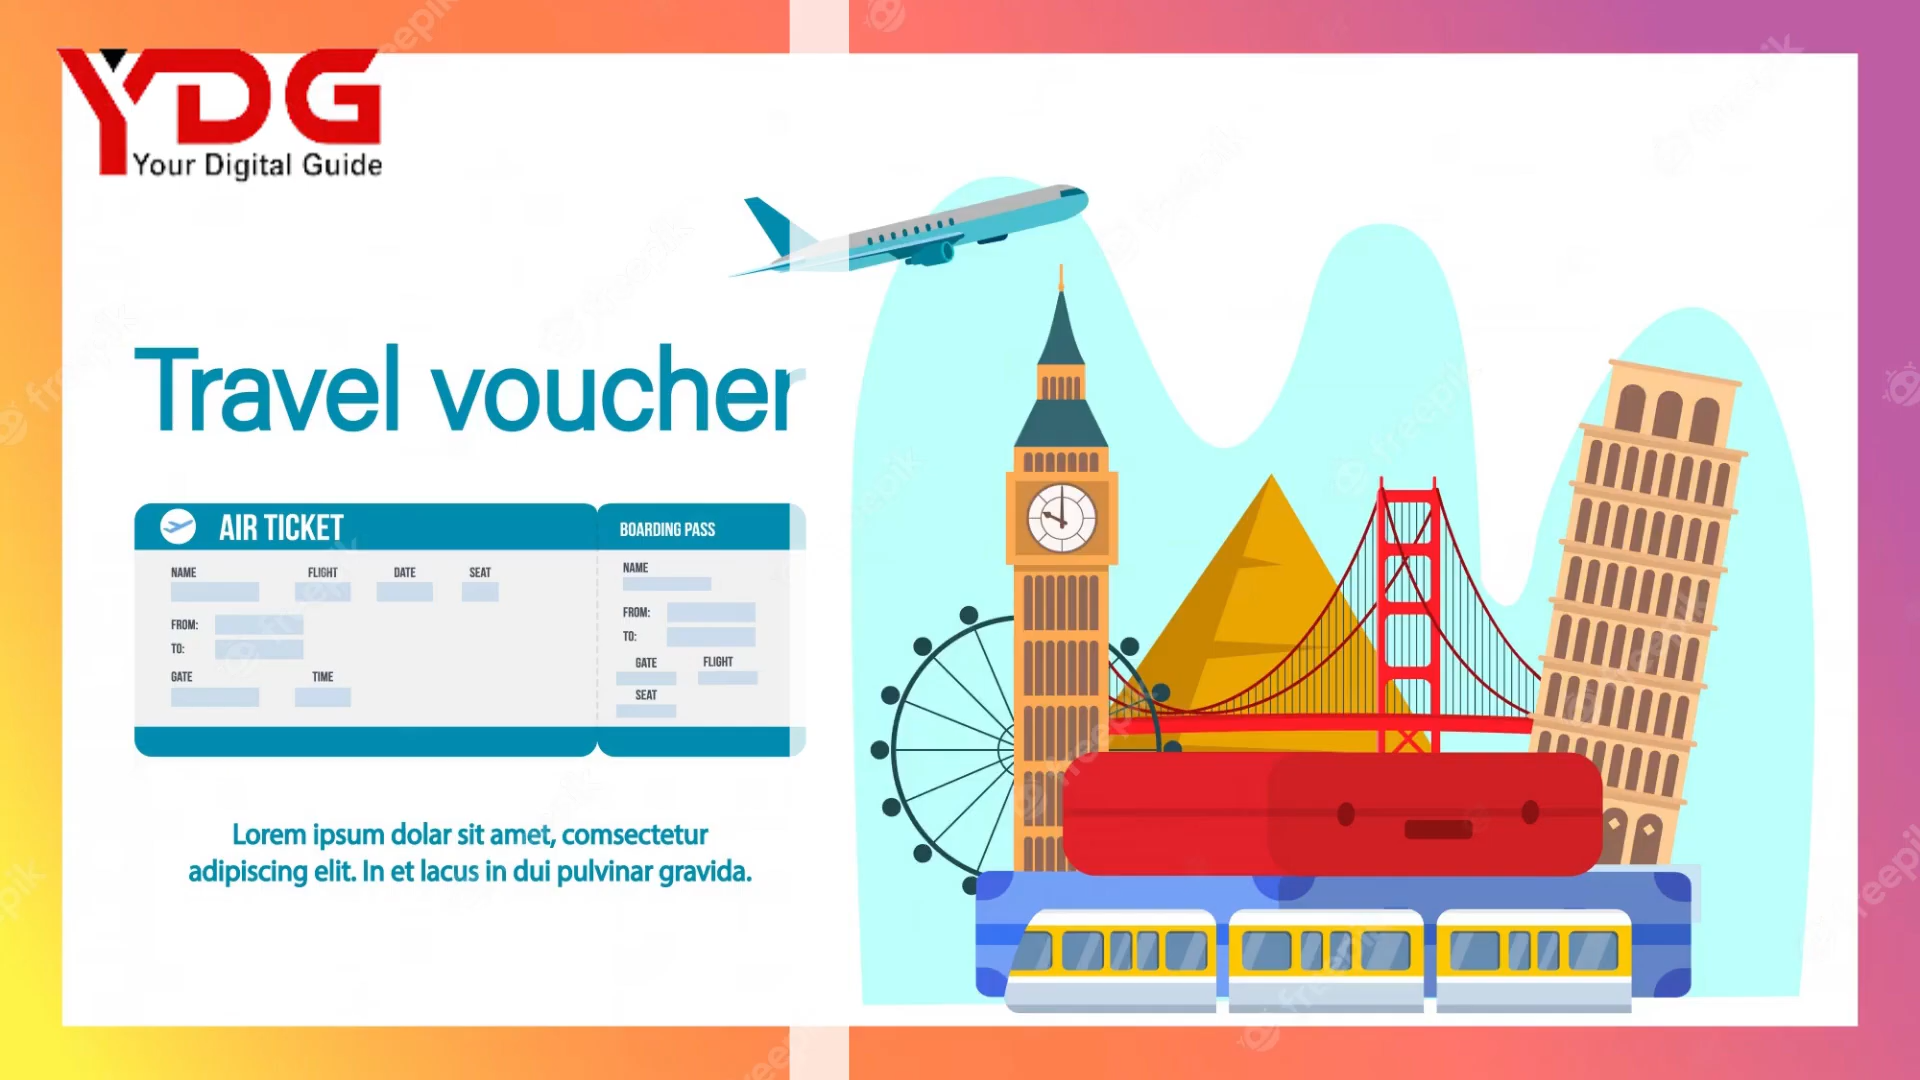 YDG
Your Digital Guide
Travel voucher
AIR TICKET
BOARDING PASS
NAME
FLIGHT
DATE
SEAT
FROM:
TO:
GATE
TIME
NAME
FROM:
TO:
GATE
FLIGHT
SEAT
Lorem ipsum dolar sit amet, comsectetur
adipiscing elit. In et lacus in dui pulvinar gravida.
freepik